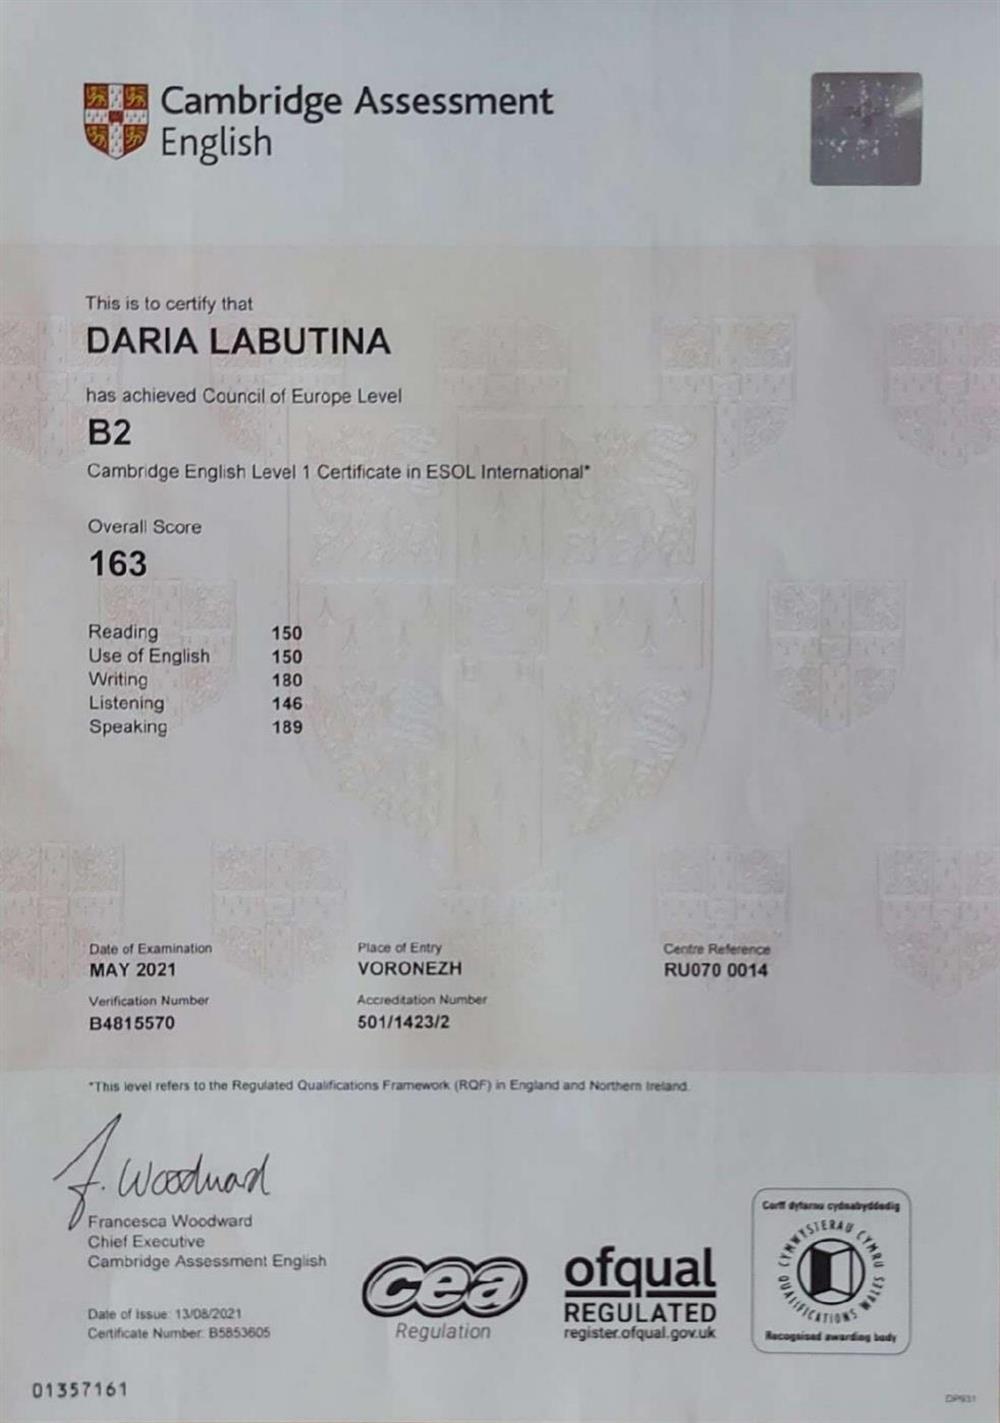 Cambridge Assessment
English
This is to certify that
DARIA LABUTINA
has achieved Council of Europe Level
B2
Cambridge English Level 1 Certificate in ESOL International*
Overall Score
163
Reading 150
Use of English 150
Writing 180
Listening 146
Speaking 189
Date of Examination
MAY 2021
Place of Entry
VORONEZH
Centre Reference
RU070 0014
Verification Number
B4815570
Accreditation Number
501/1423/2
*This level refers to the Regulated Qualifications Framework (RQF) in England and Northern Ireland.
F. Woodward
Francesca Woodward
Chief Executive
Cambridge Assessment English
Date of Issue: 13/08/2021
Certificate Number: B5853605
01357161
cea
Regulation
ofqual
REGULATED
register.ofqual.gov.uk
Corff dyfarnu cydnabyddedig
CYMWYSTERAU CYMRU
QUALIFICATIONS WALES
Recognised awarding body
DP931